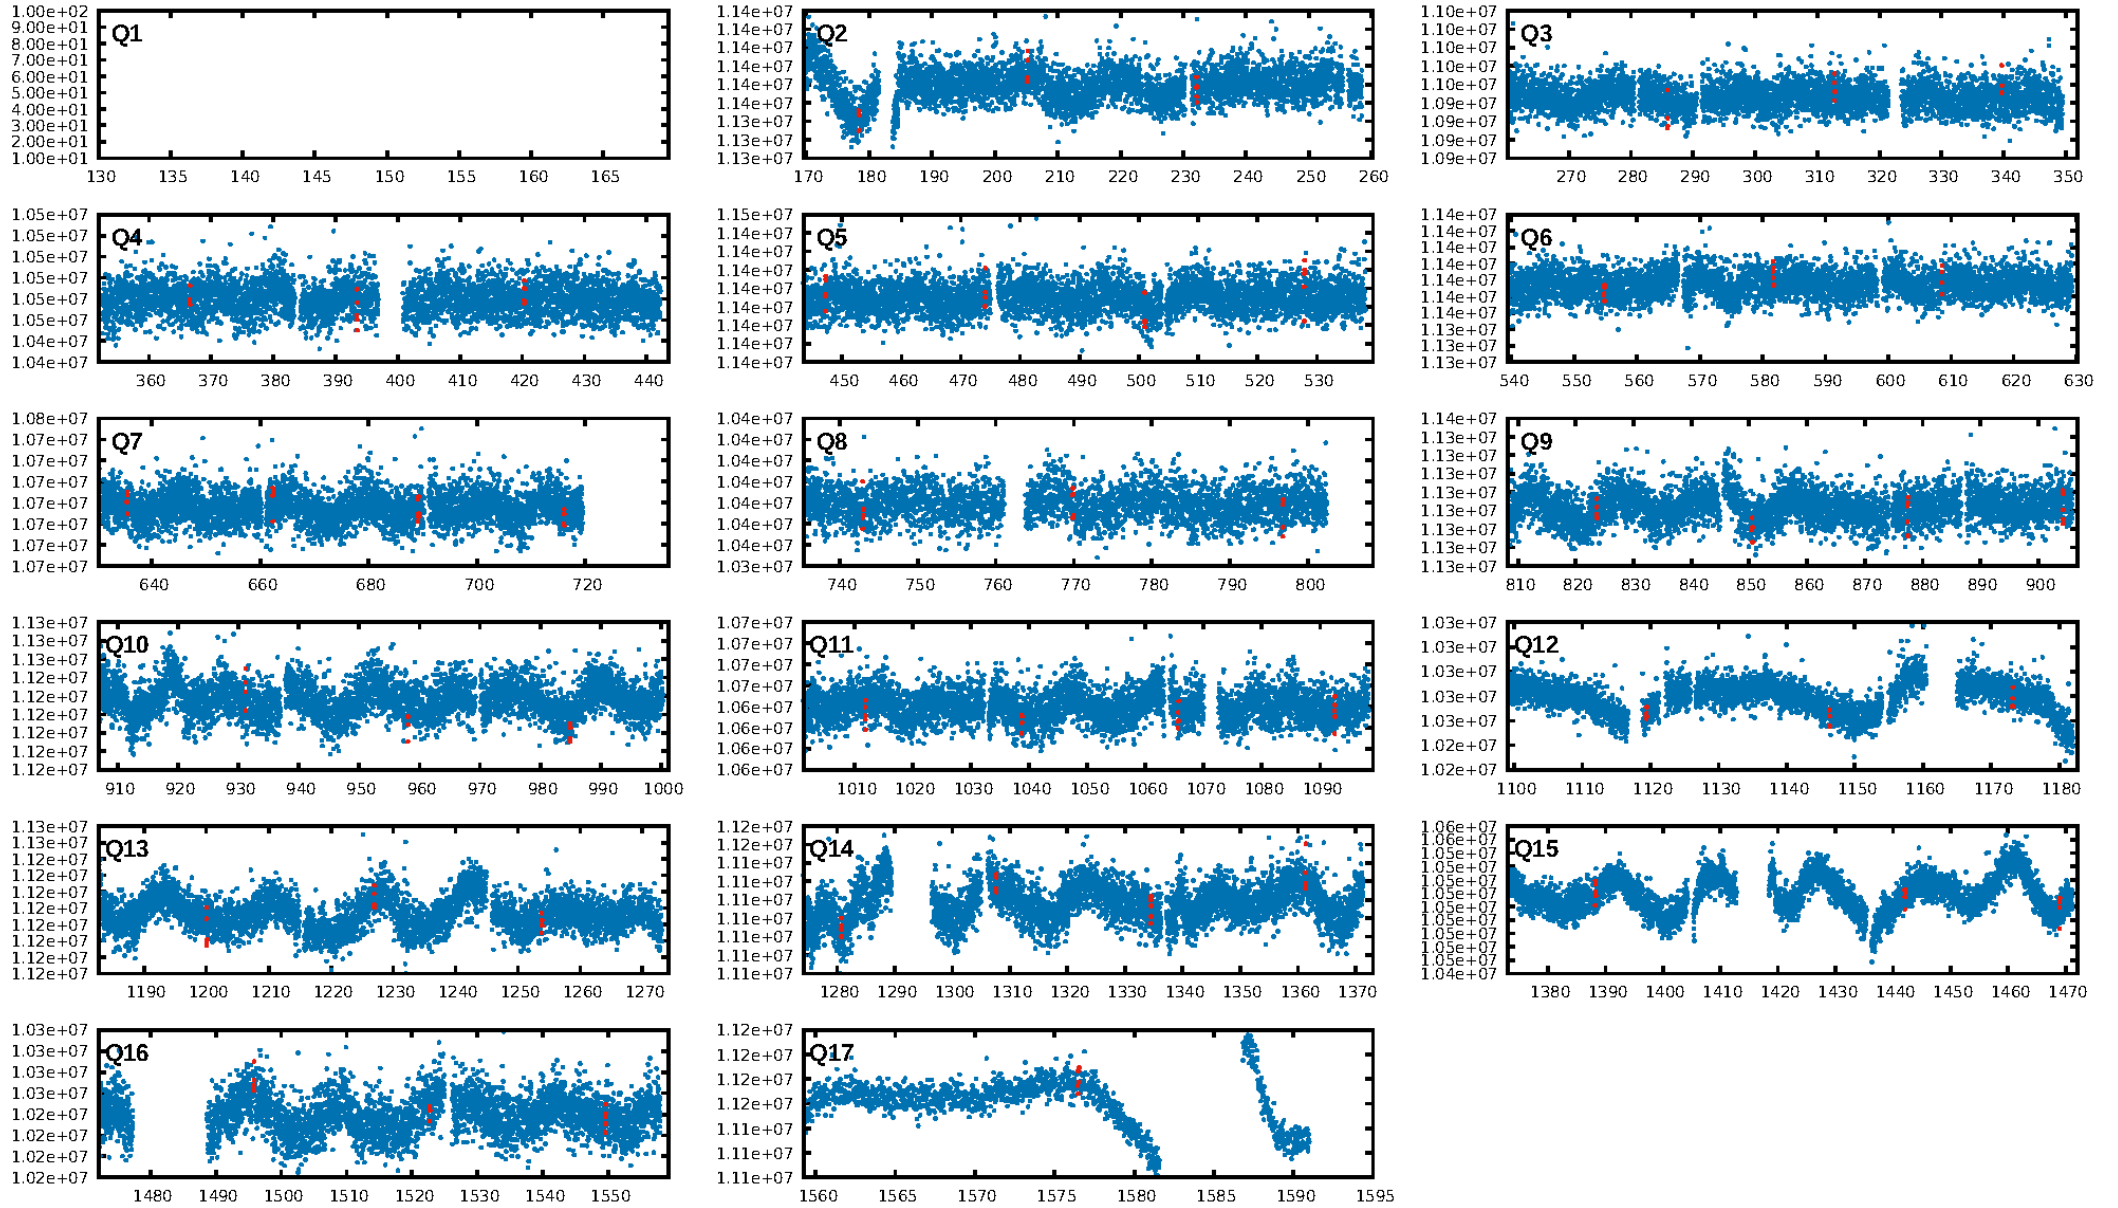 1.00e+02
9.00e+01
8.00e+01
7.00e+01
6.00e+01
5.00e+01
4.00e+01
3.00e+01
2.00e+01
1.00e+01
Q1
130 135 140 145 150 155 160 165
1.14e+07
1.14e+07
1.14e+07
1.14e+07
1.14e+07
1.14e+07
1.13e+07
1.13e+07
1.13e+07
Q2
170 180 190 200 210 220 230 240 250 260
1.10e+07
1.10e+07
1.10e+07
1.10e+07
1.10e+07
1.09e+07
1.09e+07
1.09e+07
1.09e+07
Q3
270 280 290 300 310 320 330 340 350
1.05e+07
1.05e+07
1.05e+07
1.05e+07
1.05e+07
1.05e+07
1.04e+07
1.04e+07
Q4
360 370 380 390 400 410 420 430 440
1.15e+07
1.14e+07
1.14e+07
1.14e+07
1.14e+07
1.14e+07
1.14e+07
1.14e+07
1.14e+07
Q5
450 460 470 480 490 500 510 520 530
1.14e+07
1.14e+07
1.14e+07
1.14e+07
1.14e+07
1.14e+07
1.13e+07
1.13e+07
1.13e+07
1.13e+07
Q6
540 550 560 570 580 590 600 610 620 630
1.08e+07
1.07e+07
1.07e+07
1.07e+07
1.07e+07
1.07e+07
1.07e+07
1.07e+07
Q7
640 660 680 700 720
1.04e+07
1.04e+07
1.04e+07
1.04e+07
1.04e+07
1.04e+07
1.04e+07
1.03e+07
Q8
740 750 760 770 780 790 800
1.14e+07
1.13e+07
1.13e+07
1.13e+07
1.13e+07
1.13e+07
1.13e+07
1.13e+07
1.13e+07
Q9
810 820 830 840 850 860 870 880 890 900
1.13e+07
1.13e+07
1.13e+07
1.12e+07
1.12e+07
1.12e+07
1.12e+07
1.12e+07
1.12e+07
Q10
910 920 930 940 950 960 970 980 990 1000
1.07e+07
1.07e+07
1.07e+07
1.07e+07
1.06e+07
1.06e+07
1.06e+07
1.06e+07
Q11
1010 1020 1030 1040 1050 1060 1070 1080 1090
1.03e+07
1.03e+07
1.03e+07
1.03e+07
1.03e+07
1.02e+07
1.02e+07
Q12
1100 1110 1120 1130 1140 1150 1160 1170 1180
1.13e+07
1.13e+07
1.12e+07
1.12e+07
1.12e+07
1.12e+07
1.12e+07
1.12e+07
1.12e+07
1.12e+07
Q13
1190 1200 1210 1220 1230 1240 1250 1260 1270
1.12e+07
1.12e+07
1.11e+07
1.11e+07
1.11e+07
1.11e+07
1.11e+07
1.11e+07
1.11e+07
Q14
1280 1290 1300 1310 1320 1330 1340 1350 1360 1370
1.06e+07
1.06e+07
1.05e+07
1.05e+07
1.05e+07
1.05e+07
1.05e+07
1.05e+07
1.05e+07
1.05e+07
1.05e+07
1.04e+07
Q15
1380 1390 1400 1410 1420 1430 1440 1450 1460 1470
1.03e+07
1.03e+07
1.03e+07
1.03e+07
1.02e+07
1.02e+07
1.02e+07
1.02e+07
Q16
1480 1490 1500 1510 1520 1530 1540 1550
1.12e+07
1.12e+07
1.12e+07
1.12e+07
1.11e+07
1.11e+07
1.11e+07
Q17
1560 1565 1570 1575 1580 1585 1590 1595